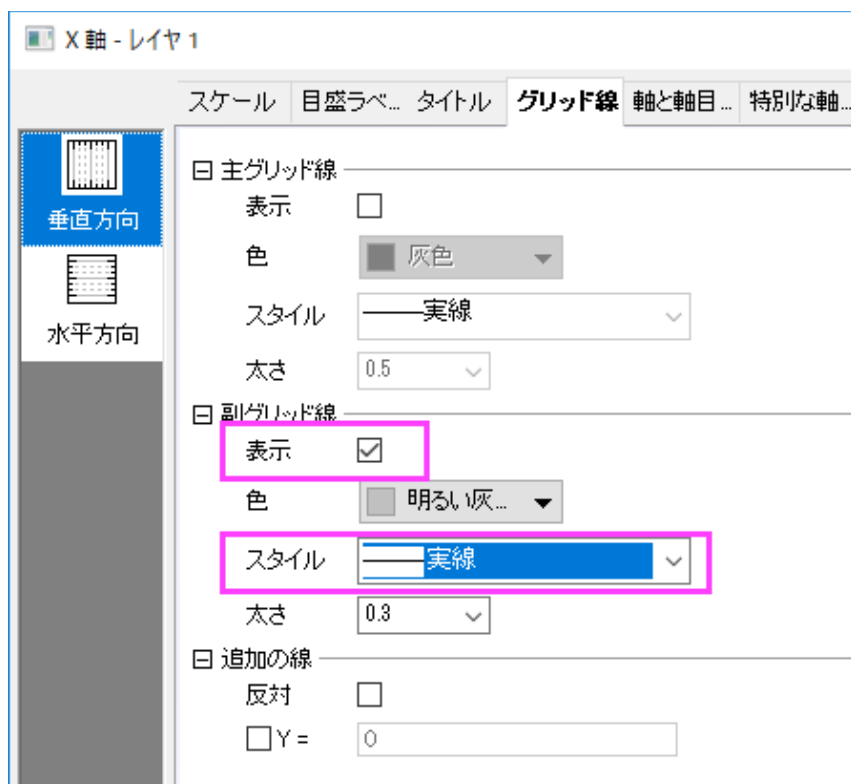 X 軸 - レイヤ 1
スケール 目盛ラベ... タイトル グリッド線 軸と軸目... 特別な軸...
垂直方向
水平方向
主グリッド線
表示
色 灰色
スタイル 実線
太さ 0.5
副グリッド線
表示
色 明るい灰...
スタイル 実線
太さ 0.3
追加の線
反対
Y = 0